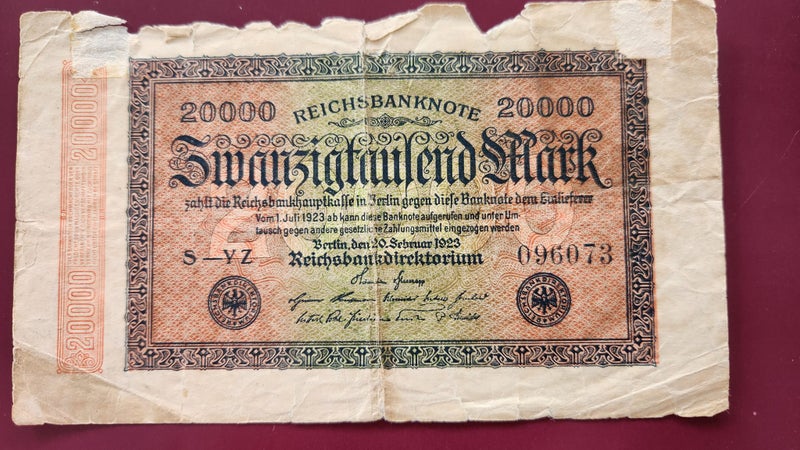 20000 REICHSBANKNOTE 20000
Zwanzigtausend Mark
zahlt die Reichsbankhauptkasse in Berlin gegen diese Banknote dem Einlieferer
Vom 1. Juli 1923 ab kann diese Banknote aufgerufen und unter Um-
tausch gegen andere gesetzliche Zahlungsmittel eingezogen werden
Berlin, den 20. Februar 1923
S—YZ Reichsbankdirektorium 096073
20000 20000